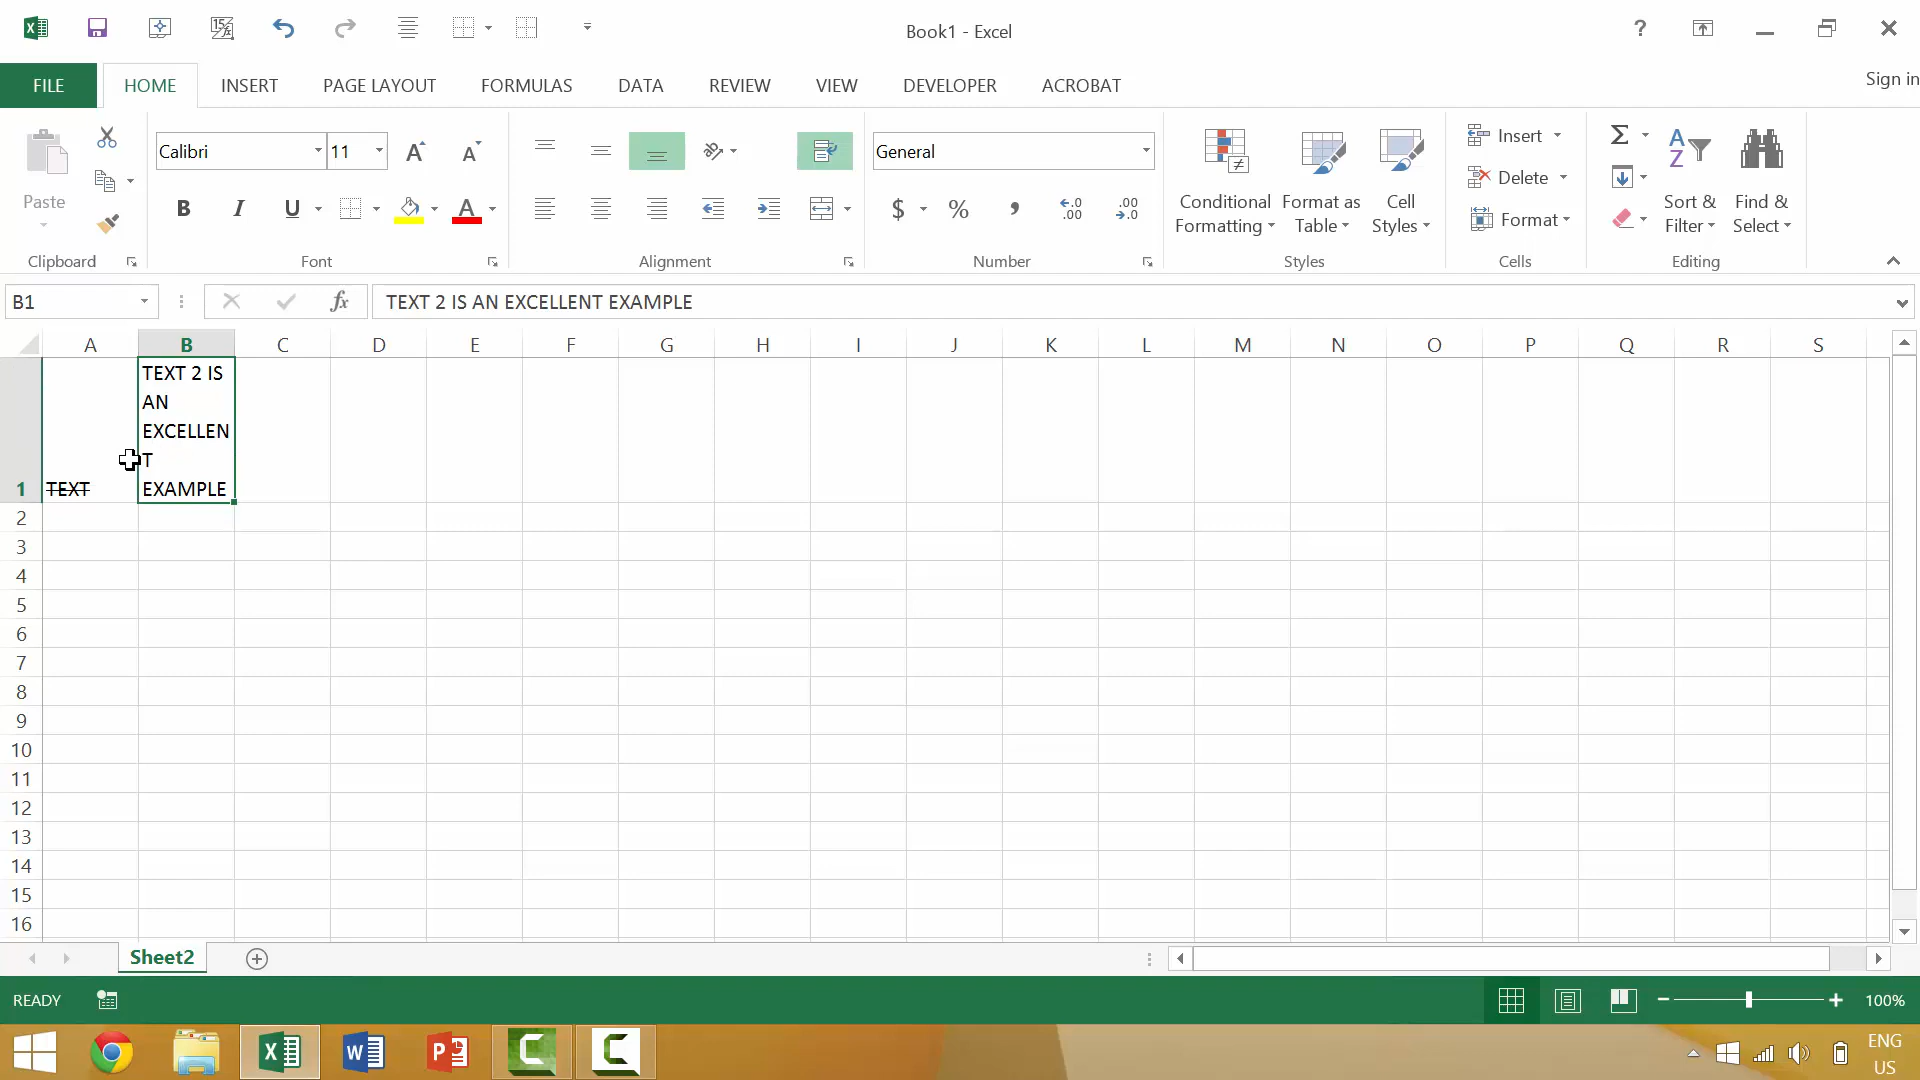 Book1 - Excel
?
FILE HOME INSERT PAGE LAYOUT FORMULAS DATA REVIEW VIEW DEVELOPER ACROBAT Sign in
Paste
Clipboard
Calibri 11
B I U A
Font
Alignment
General
$ % ,
Number
Conditional Formatting
Format as Table
Cell Styles
Styles
Insert
Delete
Format
Cells
Sort & Filter
Find & Select
Editing
B1 fx TEXT 2 IS AN EXCELLENT EXAMPLE
A B C D E F G H I J K L M N O P Q R S
TEXT 2 IS
AN
EXCELLEN
T
1 TEXT EXAMPLE
2
3
4
5
6
7
8
9
10
11
12
13
14
15
16
Sheet2
READY 100%
ENG
US